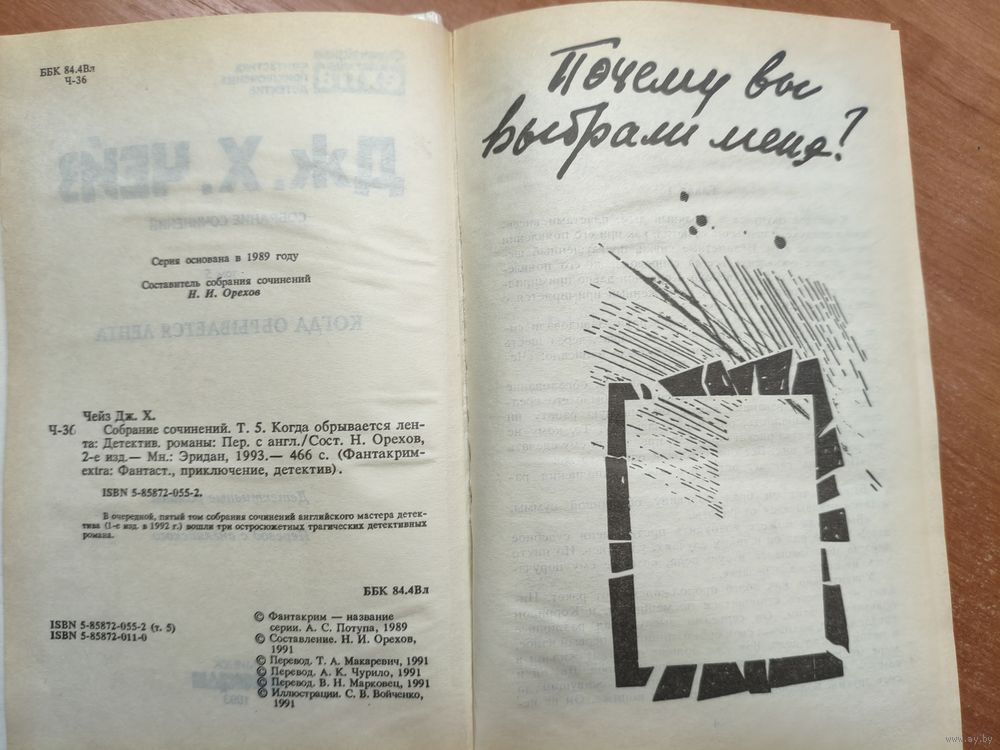 ББК 84.4Вл
Ч-36
Серия основана в 1989 году
Составитель собрания сочинений
Н. И. Орехов
Чейз Дж. Х.
Ч-36 Собрание сочинений. Т. 5. Когда обрывается лен-
та: Детектив. романы: Пер. с англ./Сост. Н. Орехов,
2-е изд.— Мн.: Эридан, 1993.— 466 с. (Фантакрим-
extra: Фантаст., приключение, детектив).
ISBN 5-85872-055-2.
В очередной, пятый том собрания сочинений английского мастера детек-
тива (1-е изд. в 1992 г.) вошли три остросюжетных трагических детективных
романа.
ББК 84.4Вл
ISBN 5-85872-055-2 (т. 5)
ISBN 5-85872-011-0
© Фантакрим — название
серии. А. С. Потупа, 1989
© Составление. Н. И. Орехов,
1991
© Перевод. Т. А. Макаревич, 1991
© Перевод. А. К. Чурило, 1991
© Перевод. В. Н. Марковец, 1991
© Иллюстрации. С. В. Войченко,
1991
Почему вы
выбрали меня?
www.ay.by